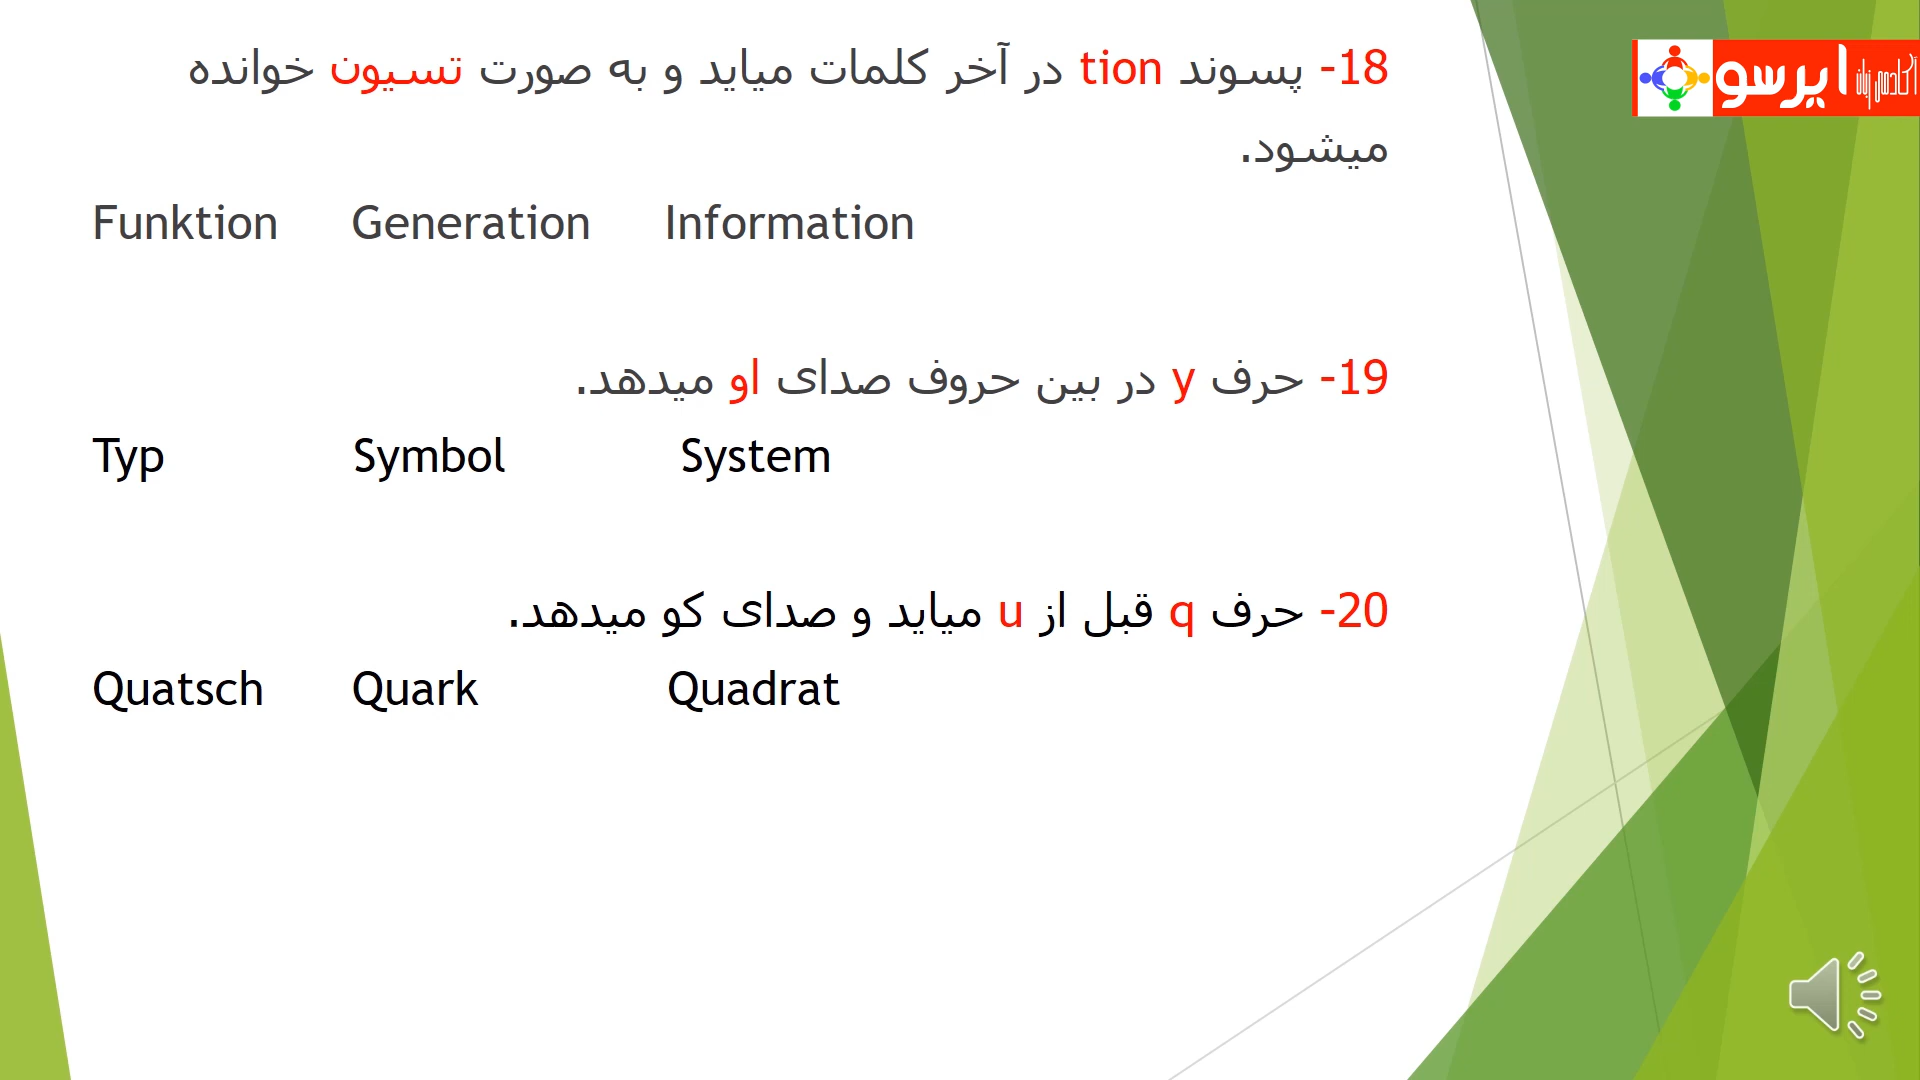 18- پسوند tion در آخر کلمات میاید و به صورت تسیون خوانده
میشود.
Funktion Generation Information
19- حرف y در بین حروف صدای او میدهد.
Typ Symbol System
20- حرف q قبل از u میاید و صدای کو میدهد.
Quatsch Quark Quadrat
آکادمی زبان ایرسو